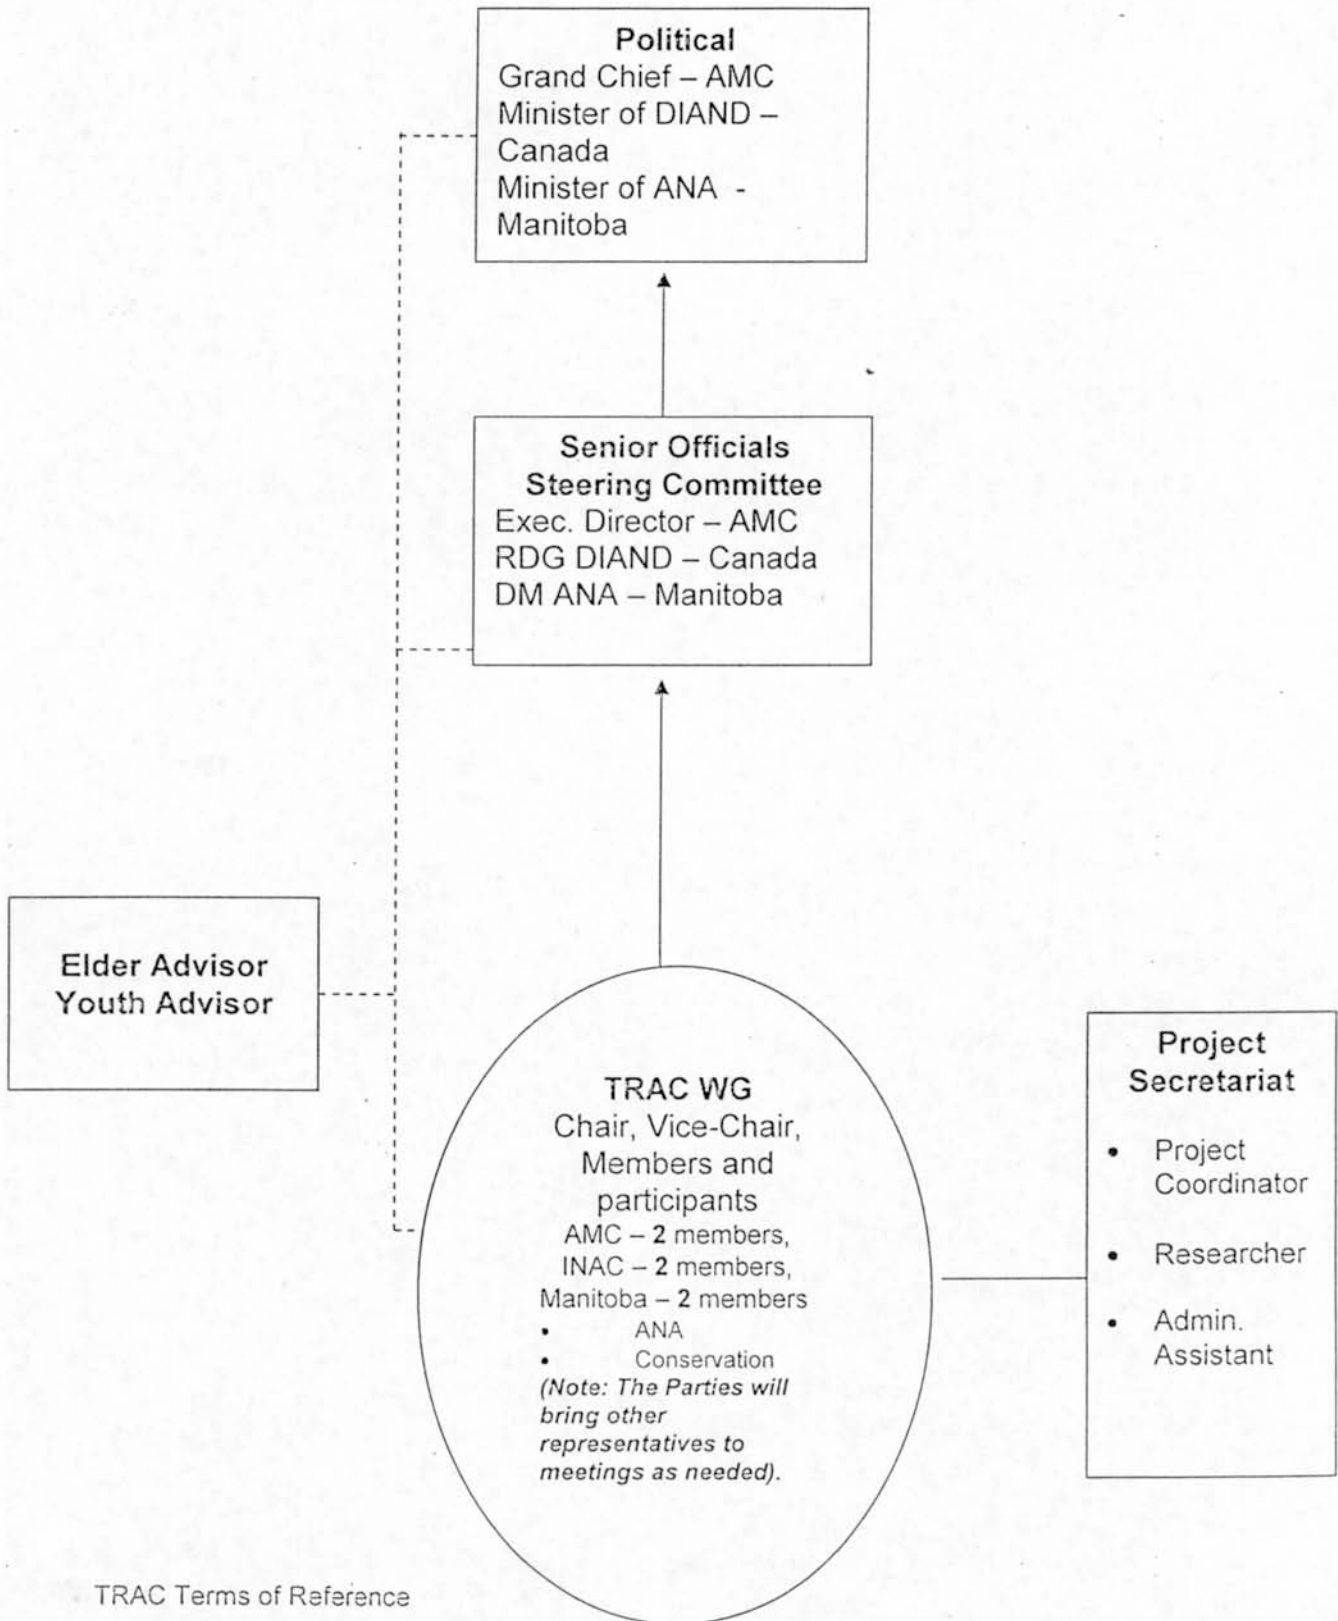 Political
Grand Chief – AMC
Minister of DIAND –
Canada
Minister of ANA -
Manitoba
Senior Officials
Steering Committee
Exec. Director – AMC
RDG DIAND – Canada
DM ANA – Manitoba
Elder Advisor
Youth Advisor
TRAC WG
Chair, Vice-Chair,
Members and
participants
AMC – 2 members,
INAC – 2 members,
Manitoba – 2 members
• ANA
• Conservation
(Note: The Parties will
bring other
representatives to
meetings as needed).
Project
Secretariat
• Project
Coordinator
• Researcher
• Admin.
Assistant
TRAC Terms of Reference